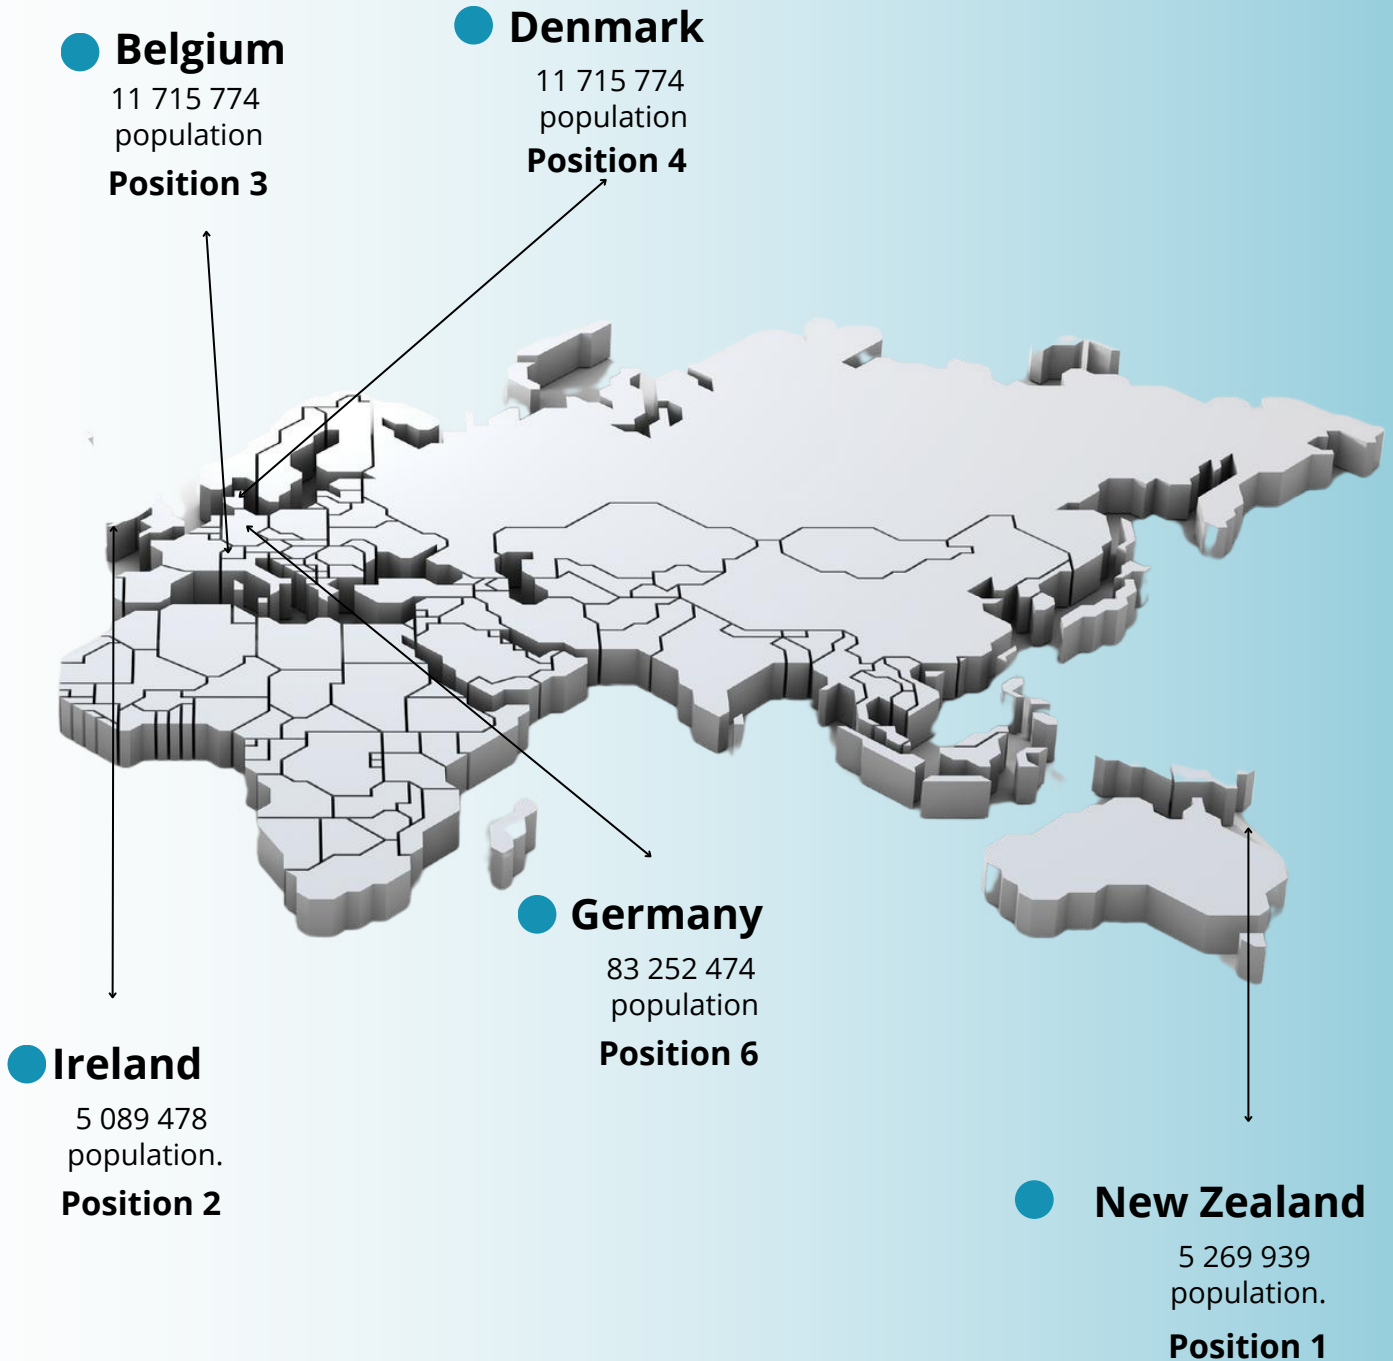 Belgium
11 715 774
population
Position 3
Denmark
11 715 774
population
Position 4
Germany
83 252 474
population
Position 6
Ireland
5 089 478
population.
Position 2
New Zealand
5 269 939
population.
Position 1